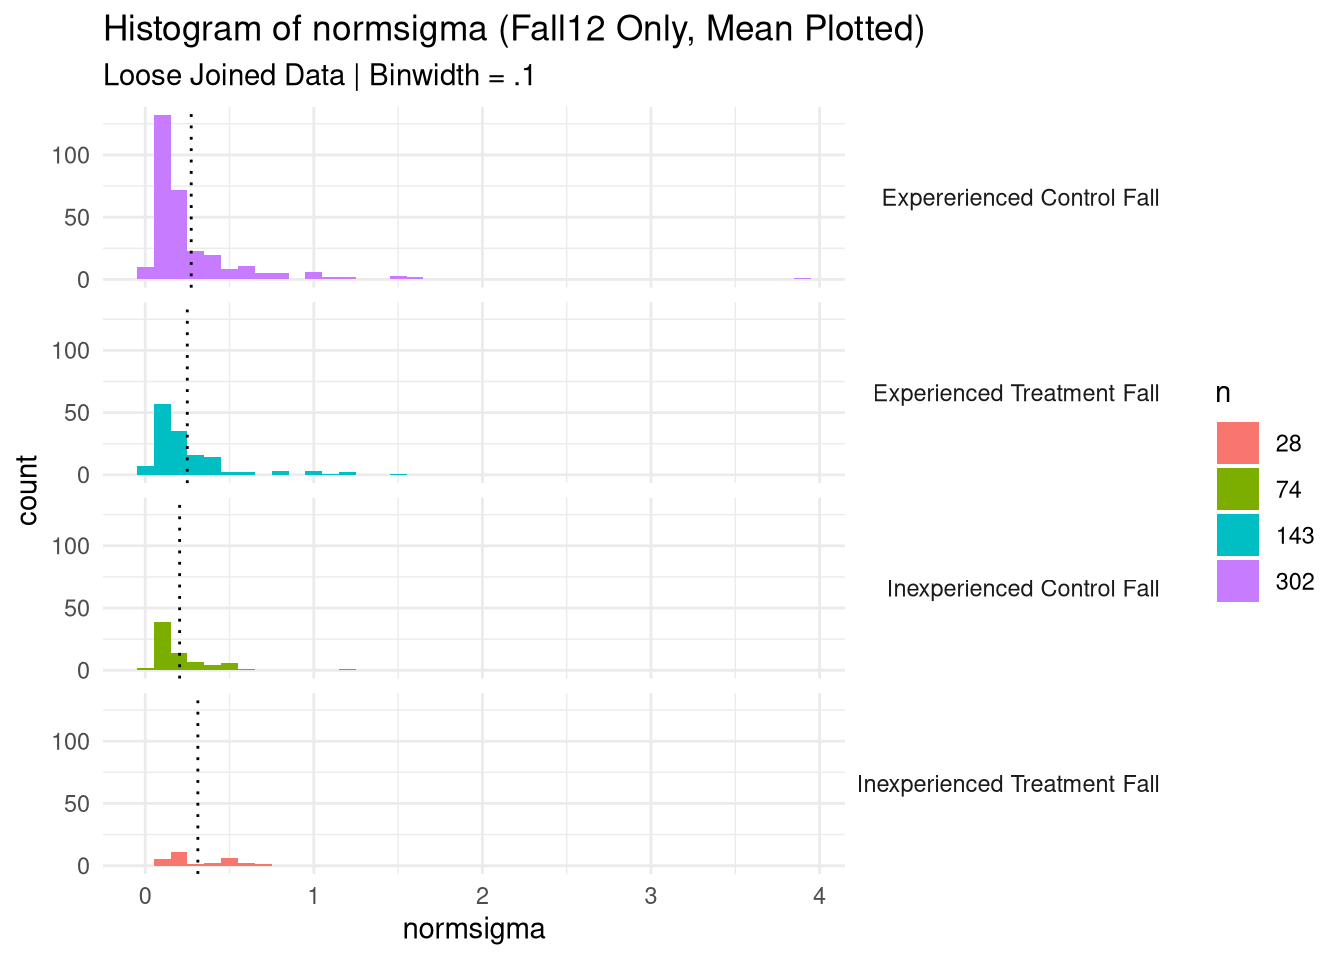 Histogram of normsigma (Fall12 Only, Mean Plotted)
Loose Joined Data | Binwidth = .1
100
50
0
Expererienced Control Fall
100
50
0
Experienced Treatment Fall
100
50
0
Inexperienced Control Fall
100
50
0
Inexperienced Treatment Fall
count
0 1 2 3 4
normsigma
n
28
74
143
302